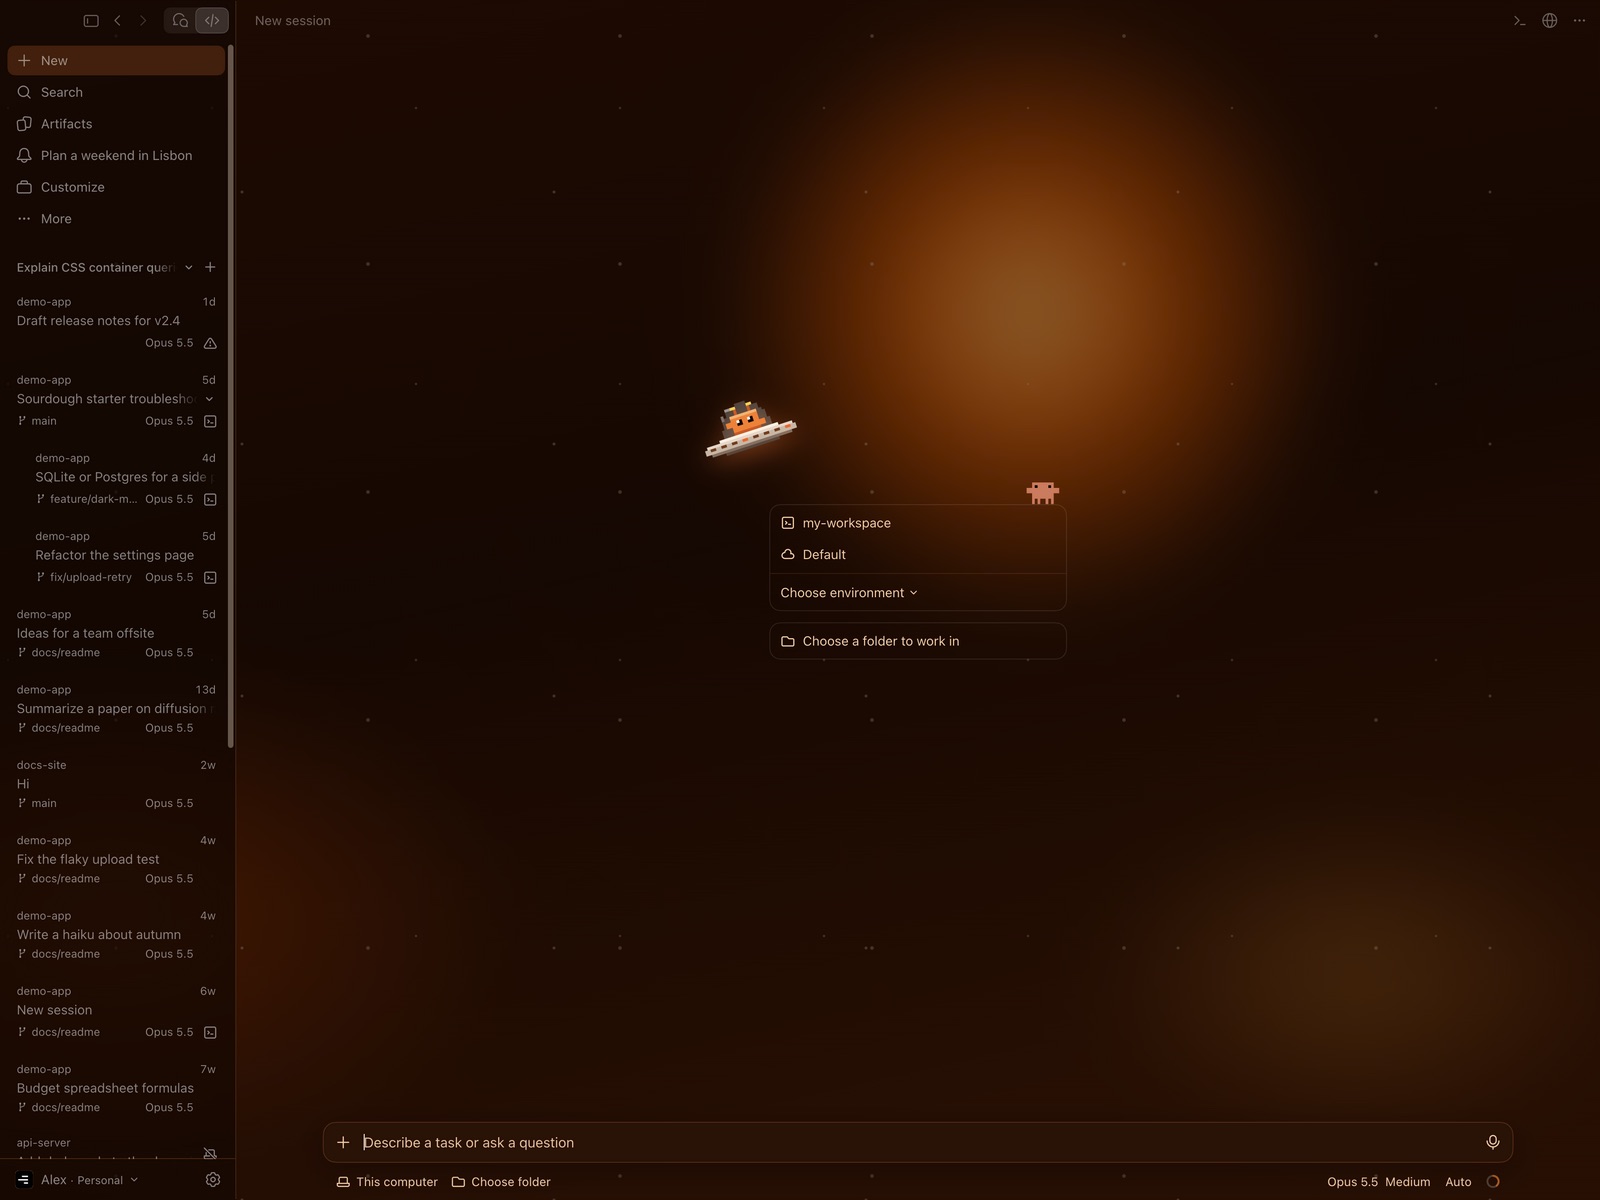 New session
New
Search
Artifacts
Plan a weekend in Lisbon
Customize
More
Explain CSS container queri
demo-app 1d
Draft release notes for v2.4
Opus 5.5
demo-app 5d
Sourdough starter troublesho
main Opus 5.5
demo-app 4d
SQLite or Postgres for a side
feature/dark-m... Opus 5.5
demo-app 5d
Refactor the settings page
fix/upload-retry Opus 5.5
demo-app 5d
Ideas for a team offsite
docs/readme Opus 5.5
demo-app 13d
Summarize a paper on diffusion
docs/readme Opus 5.5
docs-site 2w
Hi
main Opus 5.5
demo-app 4w
Fix the flaky upload test
docs/readme Opus 5.5
demo-app 4w
Write a haiku about autumn
docs/readme Opus 5.5
demo-app 6w
New session
docs/readme Opus 5.5
demo-app 7w
Budget spreadsheet formulas
docs/readme Opus 5.5
api-server
Alex · Personal
my-workspace
Default
Choose environment
Choose a folder to work in
Describe a task or ask a question
This computer Choose folder Opus 5.5 Medium Auto